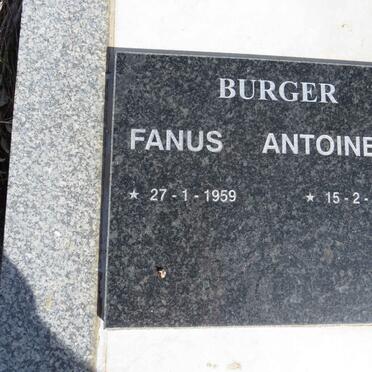 BURGER
FANUS ANTOINE
★ 27 - 1 - 1959 ★ 15 - 2 -